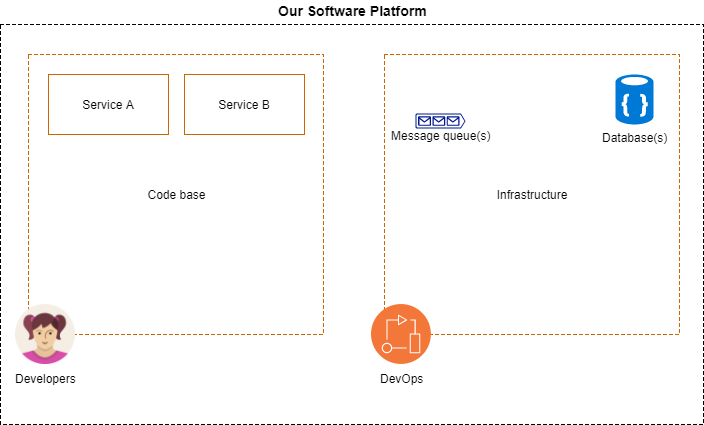 Our Software Platform
Service A
Service B
Message queue(s)
Database(s)
Code base
Infrastructure
Developers
DevOps